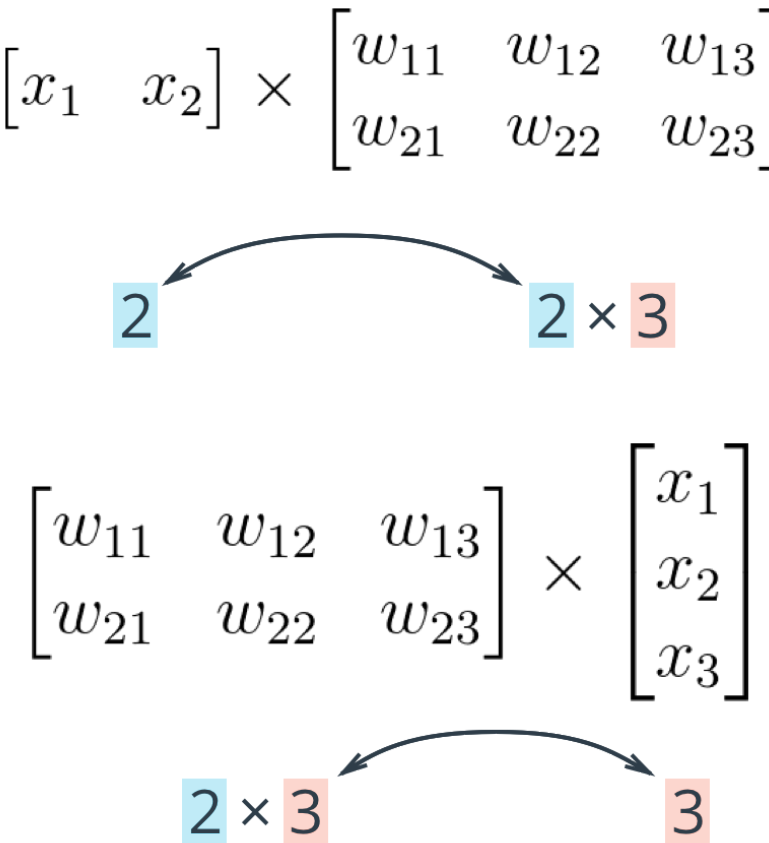 [x₁ x₂] × [w₁₁ w₁₂ w₁₃
w₂₁ w₂₂ w₂₃]
2 2 × 3
[w₁₁ w₁₂ w₁₃
w₂₁ w₂₂ w₂₃] × [x₁
x₂
x₃]
2 × 3 3